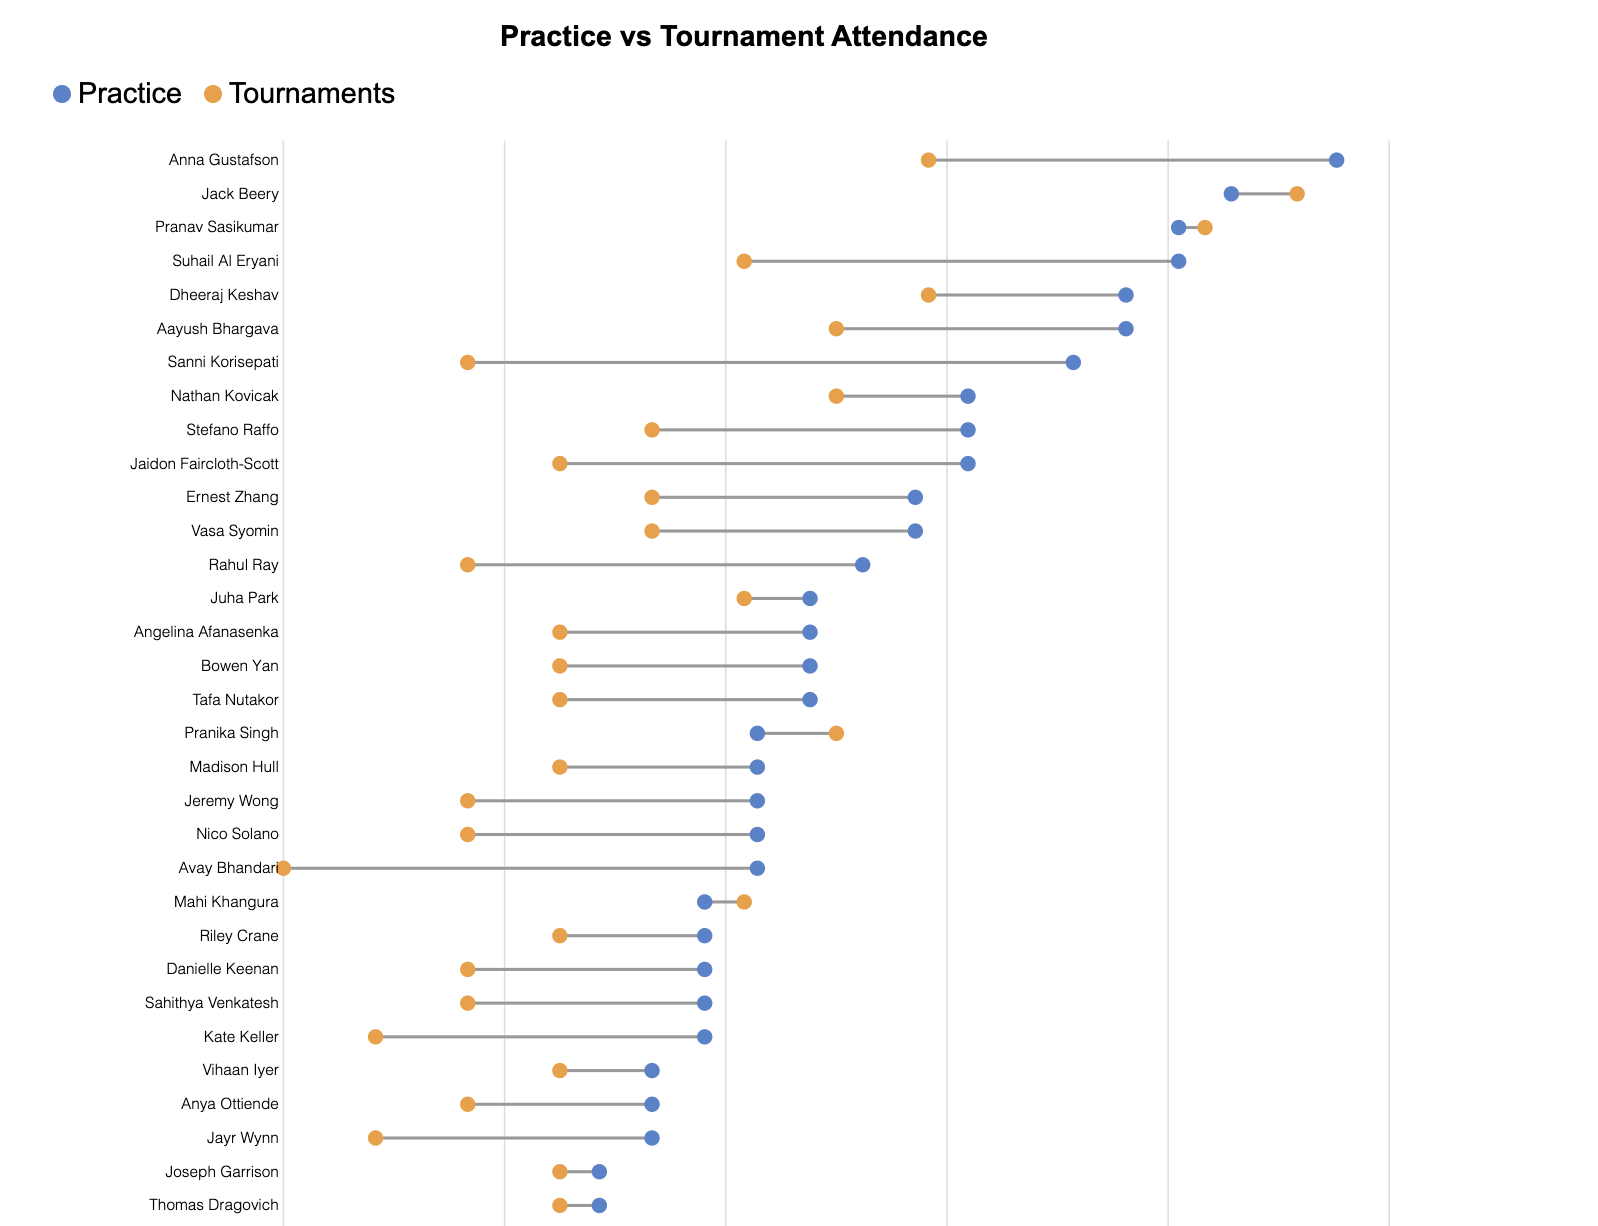 Practice vs Tournament Attendance
Practice Tournaments
Anna Gustafson
Jack Beery
Pranav Sasikumar
Suhail Al Eryani
Dheeraj Keshav
Aayush Bhargava
Sanni Korisepati
Nathan Kovicak
Stefano Raffo
Jaidon Faircloth-Scott
Ernest Zhang
Vasa Syomin
Rahul Ray
Juha Park
Angelina Afanasenka
Bowen Yan
Tafa Nutakor
Pranika Singh
Madison Hull
Jeremy Wong
Nico Solano
Avay Bhandari
Mahi Khangura
Riley Crane
Danielle Keenan
Sahithya Venkatesh
Kate Keller
Vihaan Iyer
Anya Ottiende
Jayr Wynn
Joseph Garrison
Thomas Dragovich